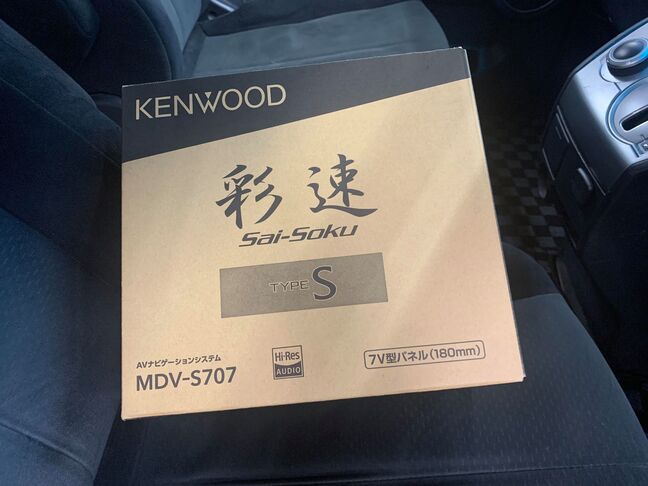 KENWOOD
彩速
Sai-Soku
TYPE S
AVナビゲーションシステム
MDV-S707
Hi-Res
AUDIO
7V型パネル(180mm)